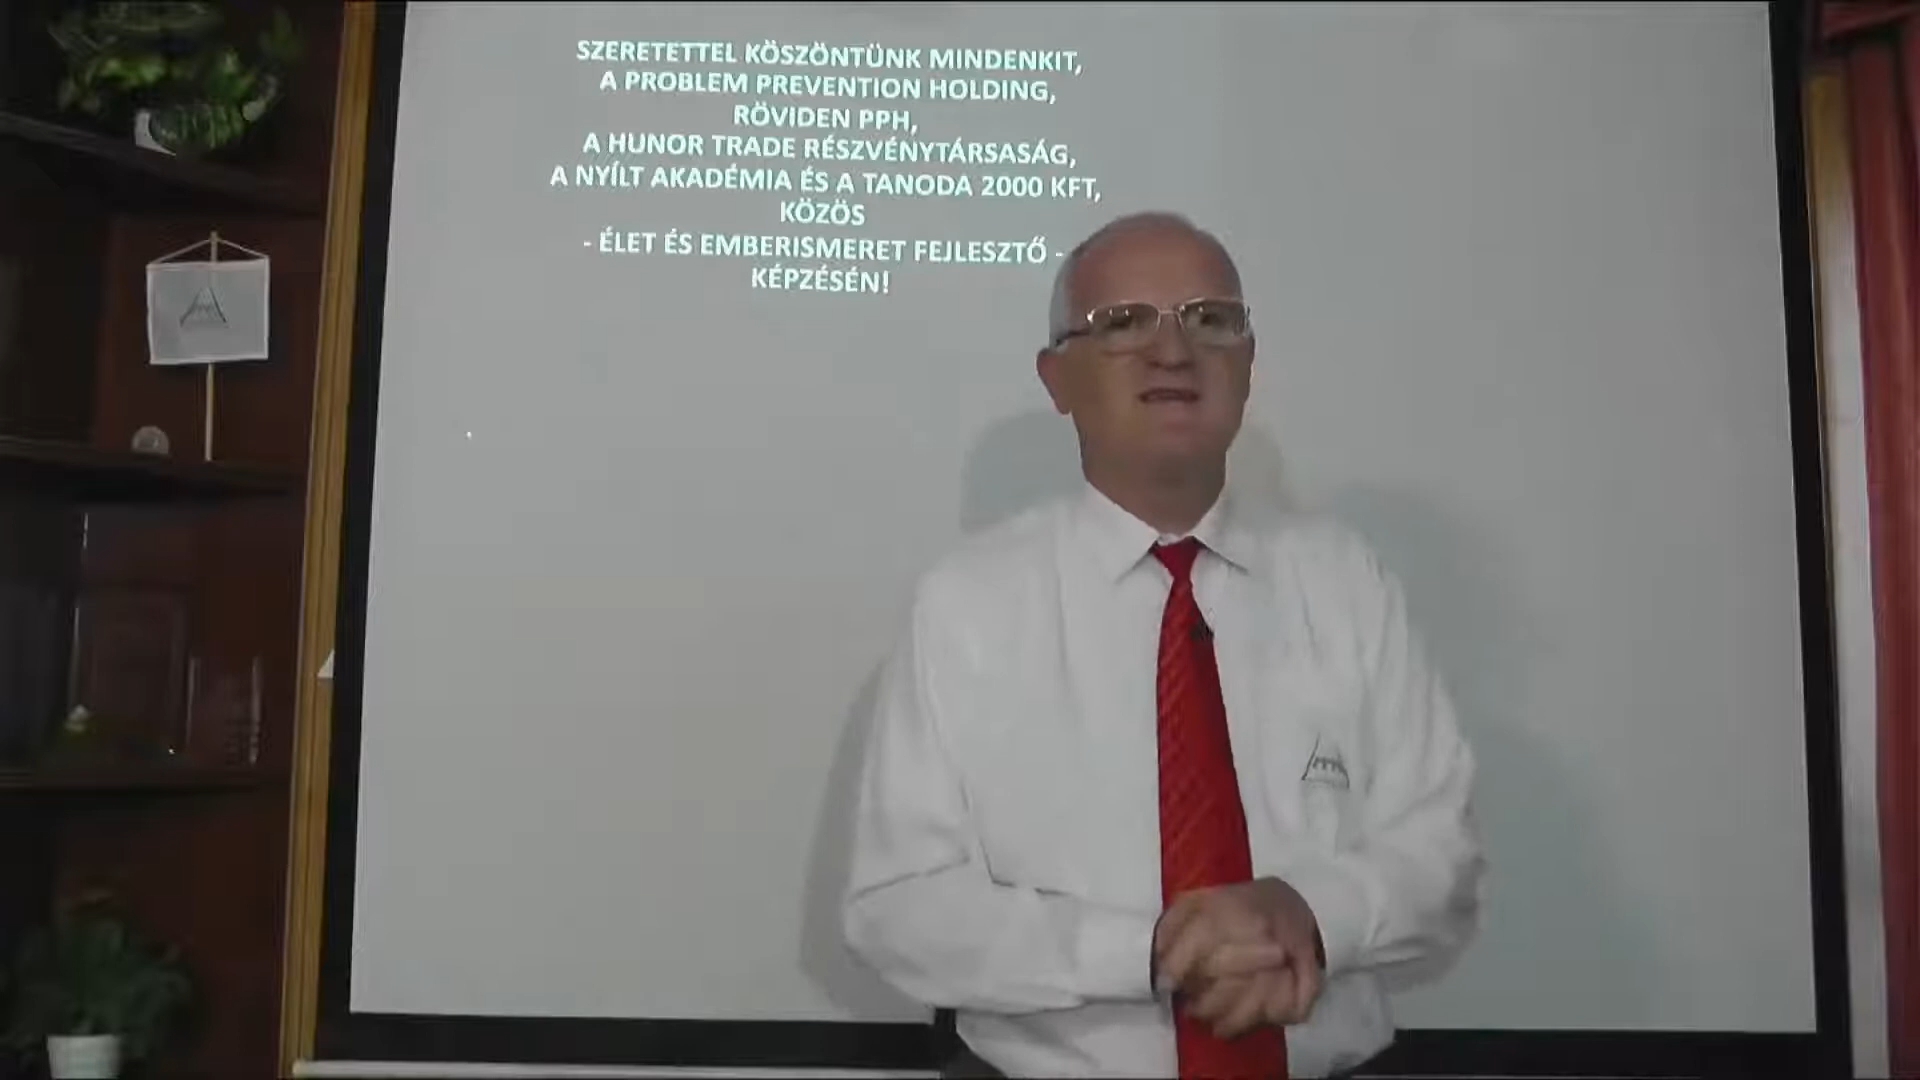 SZERETETTEL KÖSZÖNTÜNK MINDENKIT,
A PROBLEM PREVENTION HOLDING,
RÖVIDEN PPH,
A HUNOR TRADE RÉSZVÉNYTÁRSASÁG,
A NYÍLT AKADÉMIA ÉS A TANODA 2000 KFT,
KÖZÖS
- ÉLET ÉS EMBERISMERET FEJLESZTŐ -
KÉPZÉSÉN!